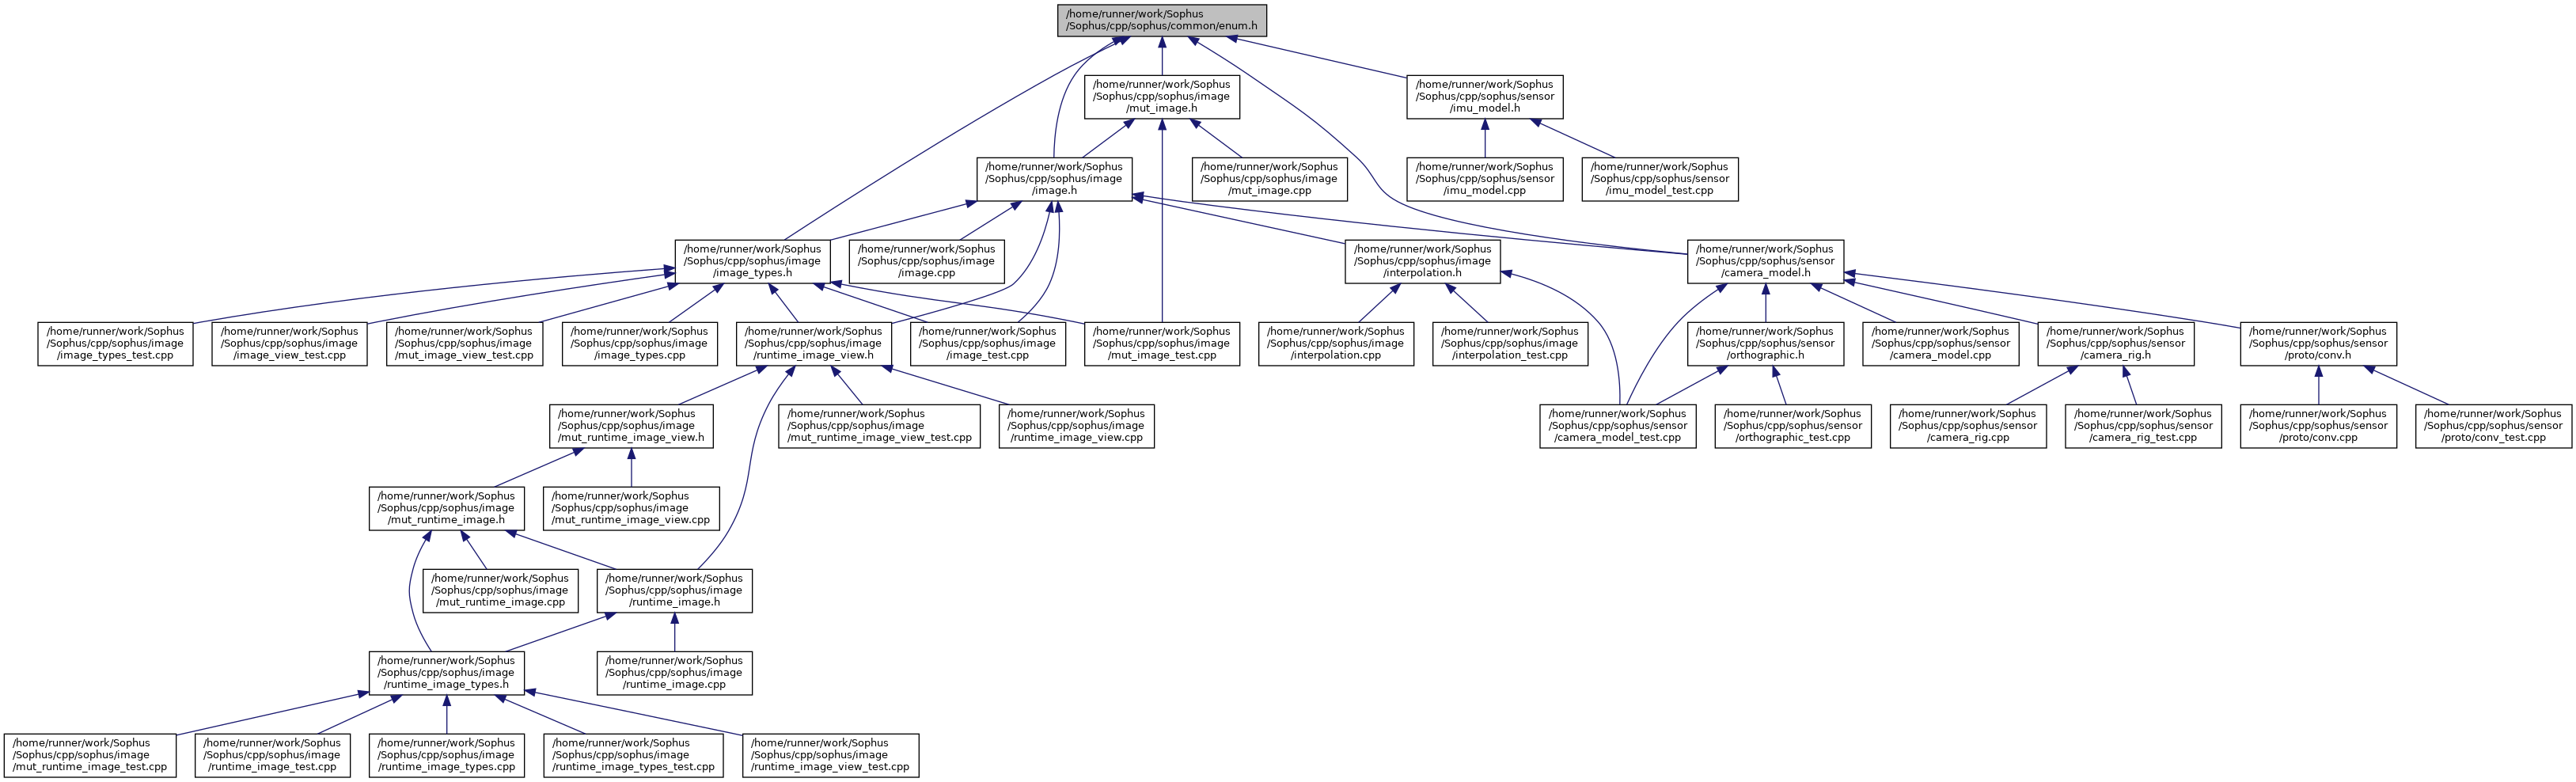 /home/runner/work/Sophus
/Sophus/cpp/sophus/common/enum.h
/home/runner/work/Sophus
/Sophus/cpp/sophus/image
/mut_image.h
/home/runner/work/Sophus
/Sophus/cpp/sophus/sensor
/imu_model.h
/home/runner/work/Sophus
/Sophus/cpp/sophus/image
/image.h
/home/runner/work/Sophus
/Sophus/cpp/sophus/image
/mut_image.cpp
/home/runner/work/Sophus
/Sophus/cpp/sophus/sensor
/imu_model.cpp
/home/runner/work/Sophus
/Sophus/cpp/sophus/sensor
/imu_model_test.cpp
/home/runner/work/Sophus
/Sophus/cpp/sophus/image
/image_types.h
/home/runner/work/Sophus
/Sophus/cpp/sophus/image
/image.cpp
/home/runner/work/Sophus
/Sophus/cpp/sophus/image
/interpolation.h
/home/runner/work/Sophus
/Sophus/cpp/sophus/sensor
/camera_model.h
/home/runner/work/Sophus
/Sophus/cpp/sophus/image
/image_types_test.cpp
/home/runner/work/Sophus
/Sophus/cpp/sophus/image
/image_view_test.cpp
/home/runner/work/Sophus
/Sophus/cpp/sophus/image
/mut_image_view_test.cpp
/home/runner/work/Sophus
/Sophus/cpp/sophus/image
/image_types.cpp
/home/runner/work/Sophus
/Sophus/cpp/sophus/image
/runtime_image_view.h
/home/runner/work/Sophus
/Sophus/cpp/sophus/image
/image_test.cpp
/home/runner/work/Sophus
/Sophus/cpp/sophus/image
/mut_image_test.cpp
/home/runner/work/Sophus
/Sophus/cpp/sophus/image
/interpolation.cpp
/home/runner/work/Sophus
/Sophus/cpp/sophus/image
/interpolation_test.cpp
/home/runner/work/Sophus
/Sophus/cpp/sophus/sensor
/orthographic.h
/home/runner/work/Sophus
/Sophus/cpp/sophus/sensor
/camera_model.cpp
/home/runner/work/Sophus
/Sophus/cpp/sophus/sensor
/camera_rig.h
/home/runner/work/Sophus
/Sophus/cpp/sophus/sensor
/proto/conv.h
/home/runner/work/Sophus
/Sophus/cpp/sophus/image
/mut_runtime_image_view.h
/home/runner/work/Sophus
/Sophus/cpp/sophus/image
/mut_runtime_image_view_test.cpp
/home/runner/work/Sophus
/Sophus/cpp/sophus/image
/runtime_image_view.cpp
/home/runner/work/Sophus
/Sophus/cpp/sophus/sensor
/camera_model_test.cpp
/home/runner/work/Sophus
/Sophus/cpp/sophus/sensor
/orthographic_test.cpp
/home/runner/work/Sophus
/Sophus/cpp/sophus/sensor
/camera_rig.cpp
/home/runner/work/Sophus
/Sophus/cpp/sophus/sensor
/camera_rig_test.cpp
/home/runner/work/Sophus
/Sophus/cpp/sophus/sensor
/proto/conv.cpp
/home/runner/work/Sophus
/Sophus/cpp/sophus/sensor
/proto/conv_test.cpp
/home/runner/work/Sophus
/Sophus/cpp/sophus/image
/mut_runtime_image.h
/home/runner/work/Sophus
/Sophus/cpp/sophus/image
/mut_runtime_image_view.cpp
/home/runner/work/Sophus
/Sophus/cpp/sophus/image
/mut_runtime_image.cpp
/home/runner/work/Sophus
/Sophus/cpp/sophus/image
/runtime_image.h
/home/runner/work/Sophus
/Sophus/cpp/sophus/image
/runtime_image_types.h
/home/runner/work/Sophus
/Sophus/cpp/sophus/image
/runtime_image.cpp
/home/runner/work/Sophus
/Sophus/cpp/sophus/image
/mut_runtime_image_test.cpp
/home/runner/work/Sophus
/Sophus/cpp/sophus/image
/runtime_image_test.cpp
/home/runner/work/Sophus
/Sophus/cpp/sophus/image
/runtime_image_types.cpp
/home/runner/work/Sophus
/Sophus/cpp/sophus/image
/runtime_image_types_test.cpp
/home/runner/work/Sophus
/Sophus/cpp/sophus/image
/runtime_image_view_test.cpp